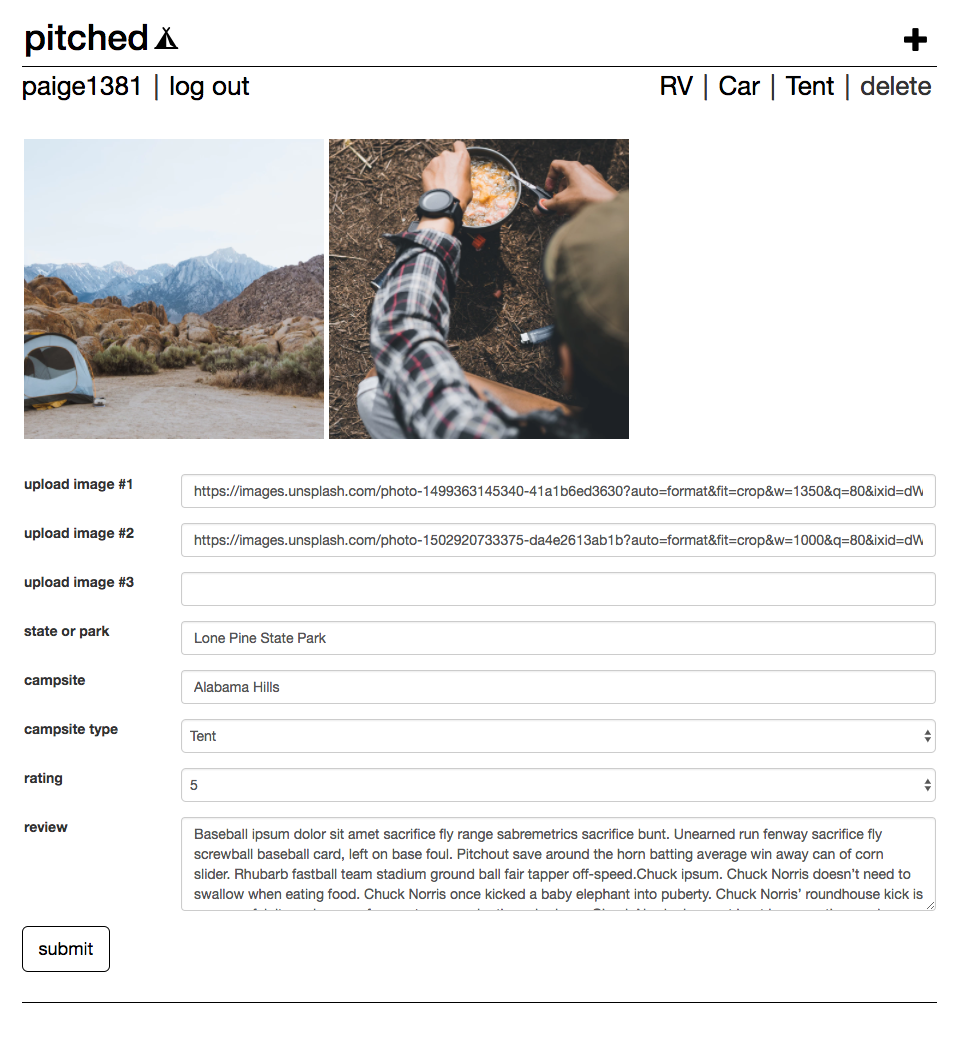 pitched
paige1381 | log out
RV | Car | Tent | delete
upload image #1
https://images.unsplash.com/photo-1499363145340-41a1b6ed3630?auto=format&fit=crop&w=1350&q=80&ixid=dW
upload image #2
https://images.unsplash.com/photo-1502920733375-da4e2613ab1b?auto=format&fit=crop&w=1000&q=80&ixid=dW
upload image #3
state or park
Lone Pine State Park
campsite
Alabama Hills
campsite type
Tent
rating
5
review
Baseball ipsum dolor sit amet sacrifice fly range sabremetrics sacrifice bunt. Unearned run fenway sacrifice fly
screwball baseball card, left on base foul. Pitchout save around the horn batting average win away can of corn
slider. Rhubarb fastball team stadium ground ball fair tapper off-speed.Chuck ipsum. Chuck Norris doesn’t need to
swallow when eating food. Chuck Norris once kicked a baby elephant into puberty. Chuck Norris’ roundhouse kick is
submit